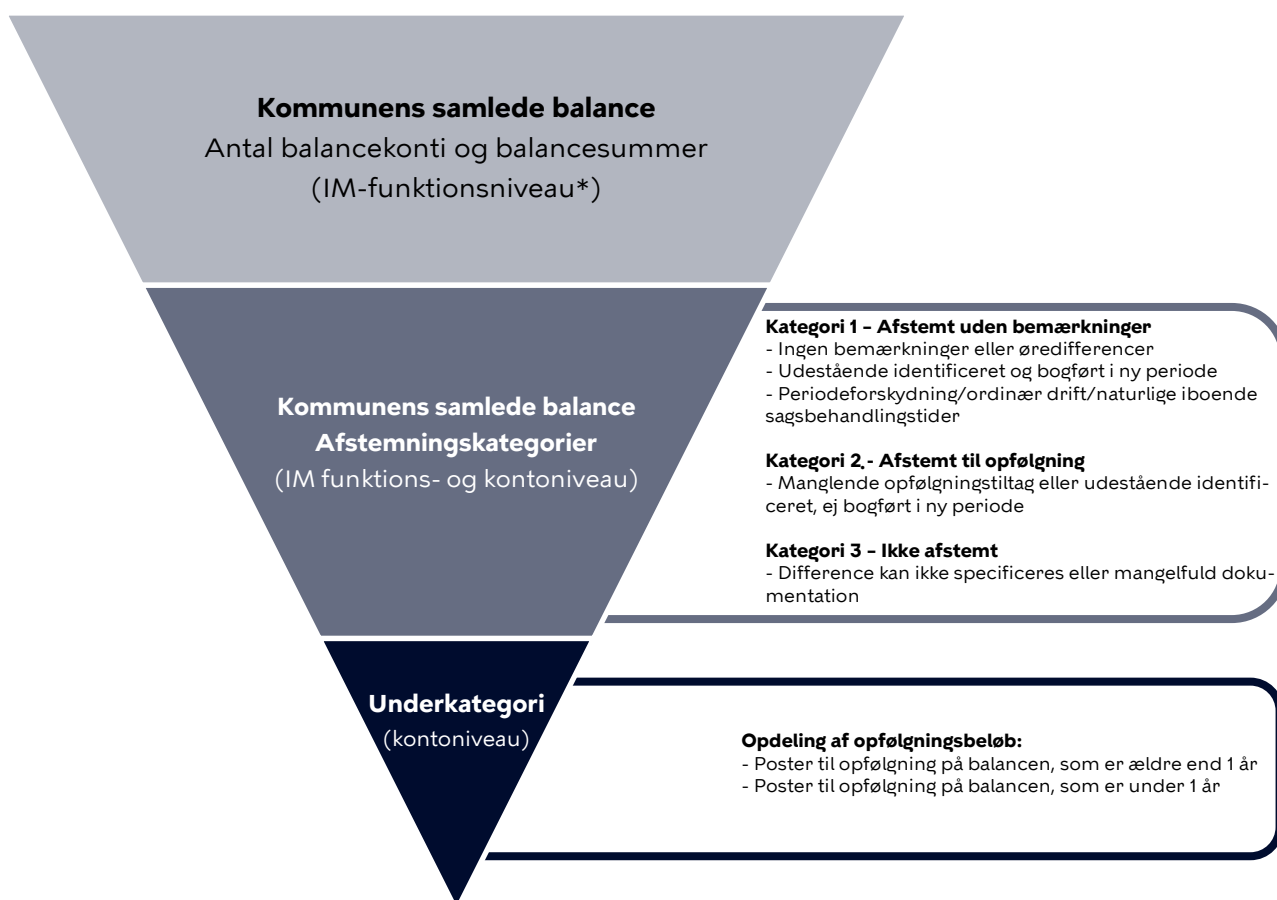 Kommunens samlede balance
Antal balancekonti og balancesummer
(IM-funktionsniveau*)
Kommunens samlede balance
Afstemningskategorier
(IM funktions- og kontoniveau)
Kategori 1 – Afstemt uden bemærkninger
- Ingen bemærkninger eller øredifferencer
- Udestående identificeret og bogført i ny periode
- Periodeforskydning/ordinær drift/naturlige iboende
sagsbehandlingstider
Kategori 2 - Afstemt til opfølgning
- Manglende opfølgningstiltag eller udestående identifi-
ceret, ej bogført i ny periode
Kategori 3 – Ikke afstemt
- Difference kan ikke specificeres eller mangelfuld doku-
mentation
Underkategori
(kontoniveau)
Opdeling af opfølgningsbeløb:
- Poster til opfølgning på balancen, som er ældre end 1 år
- Poster til opfølgning på balancen, som er under 1 år